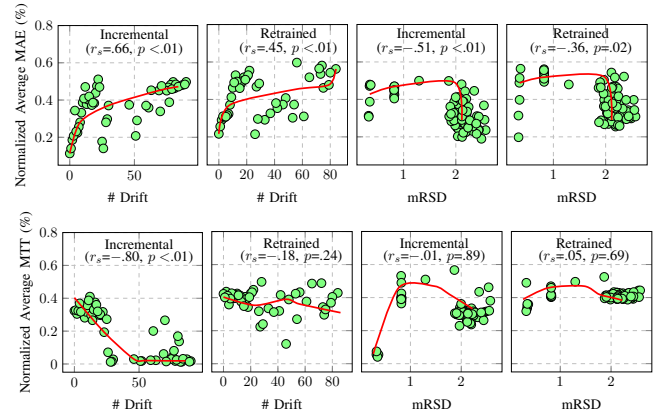 Normalized Average MAE (%)
0.8
0.6
0.4
0.2
Incremental
(rs=.66, p <.01)
0
50
# Drift
Retrained
(rs=.45, p <.01)
0
20
40
60
80
# Drift
Incremental
(rs=−.51, p <.01)
1
2
mRSD
Retrained
(rs=−.36, p=.02)
1
2
mRSD
Normalized Average MTT (%)
0.8
0.6
0.4
0.2
0
Incremental
(rs=−.80, p <.01)
0
50
# Drift
Retrained
(rs=−.18, p=.24)
0
20
40
60
80
# Drift
Incremental
(rs=−.01, p=.89)
1
2
mRSD
Retrained
(rs=.05, p=.69)
1
2
mRSD